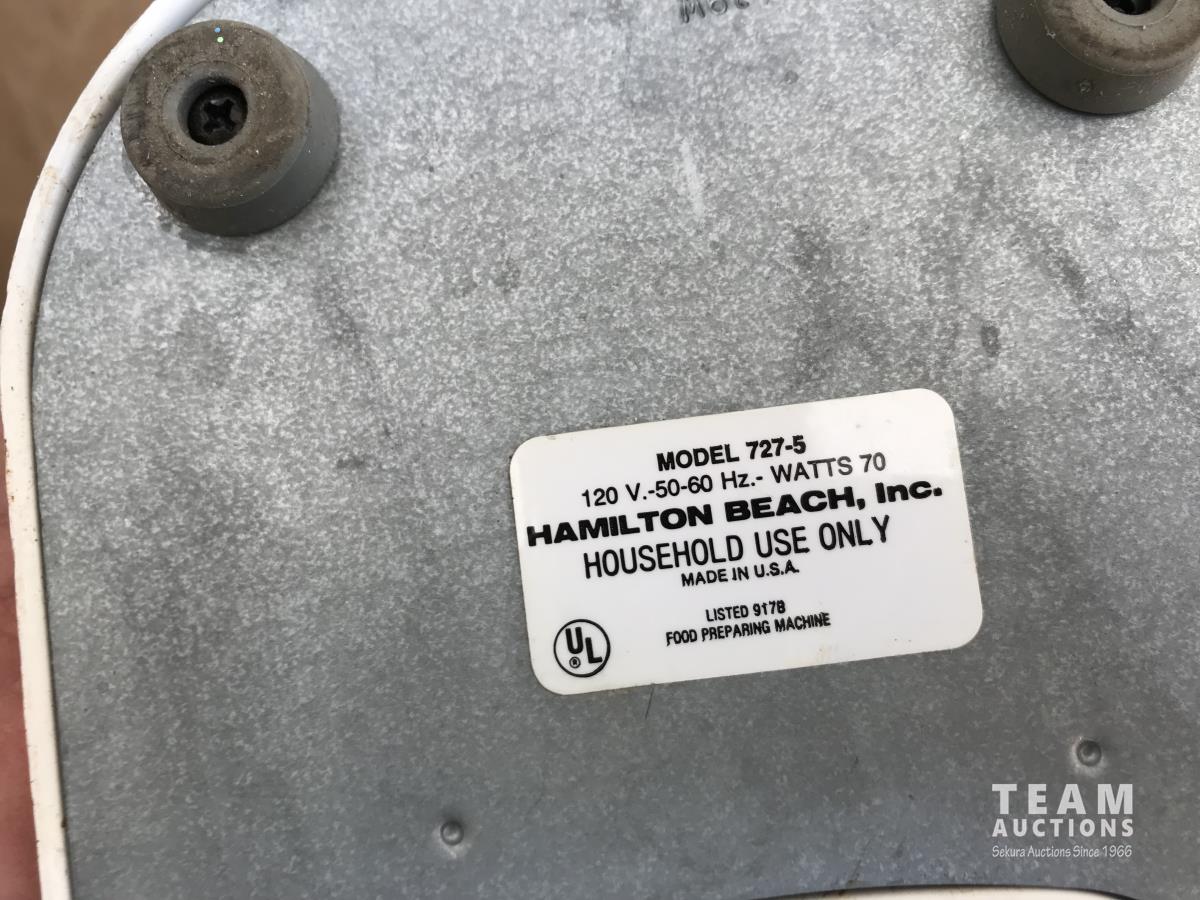 MODEL 727-5
120 V.-50-60 Hz.- WATTS 70
HAMILTON BEACH, Inc.
HOUSEHOLD USE ONLY
MADE IN U.S.A.
LISTED 917B
FOOD PREPARING MACHINE
UL
®
TEAM
AUCTIONS
Sekura Auctions Since 1966